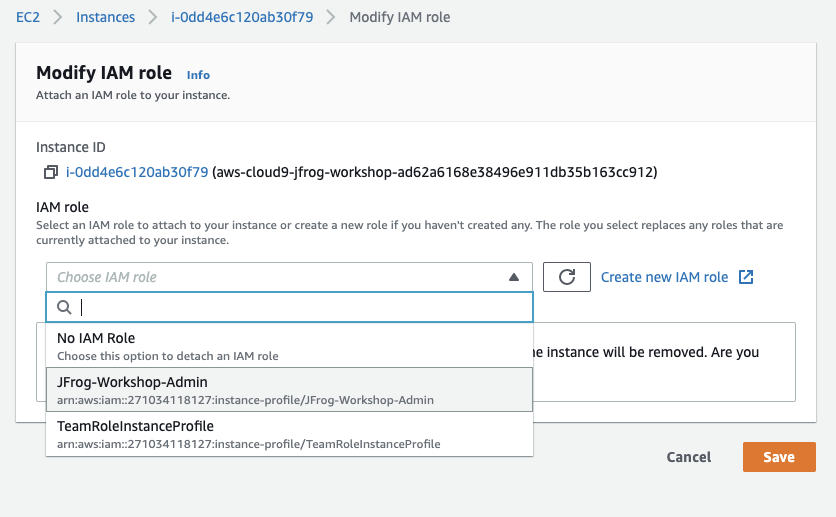 EC2 > Instances > i-0dd4e6c120ab30f79 > Modify IAM role
Modify IAM role Info
Attach an IAM role to your instance.
Instance ID
i-0dd4e6c120ab30f79 (aws-cloud9-jfrog-workshop-ad62a6168e38496e911db35b163cc912)
IAM role
Select an IAM role to attach to your instance or create a new role if you haven't created any. The role you select replaces any roles that are
currently attached to your instance.
Choose IAM role
Create new IAM role
No IAM Role
Choose this option to detach an IAM role
instance will be removed. Are you
JFrog-Workshop-Admin
arn:aws:iam::271034118127:instance-profile/JFrog-Workshop-Admin
TeamRoleInstanceProfile
arn:aws:iam::271034118127:instance-profile/TeamRoleInstanceProfile
Cancel Save